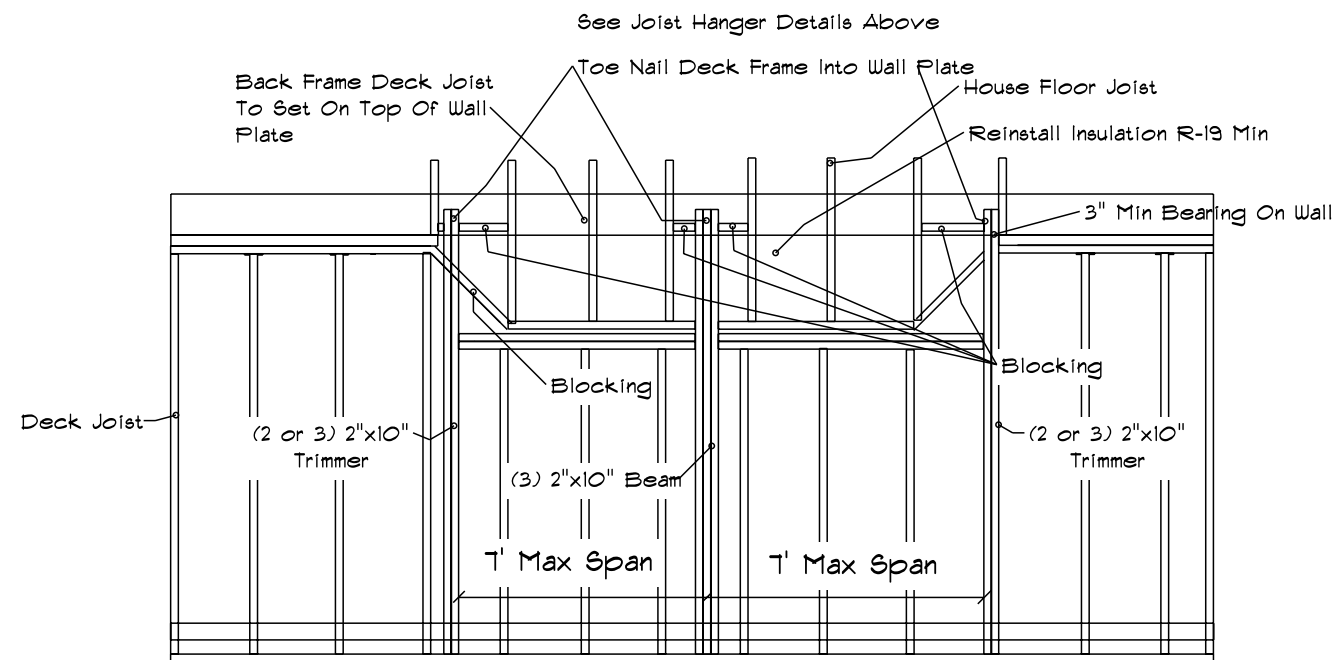 See Joist Hanger Details Above
Toe Nail Deck Frame Into Wall Plate
Back Frame Deck Joist
To Set On Top Of Wall
Plate
House Floor Joist
Reinstall Insulation R-19 Min
3" Min Bearing On Wall
Blocking
Blocking
Deck Joist
(2 or 3) 2"x10"
Trimmer
(2 or 3) 2"x10"
Trimmer
(3) 2"x10" Beam
7' Max Span
7' Max Span